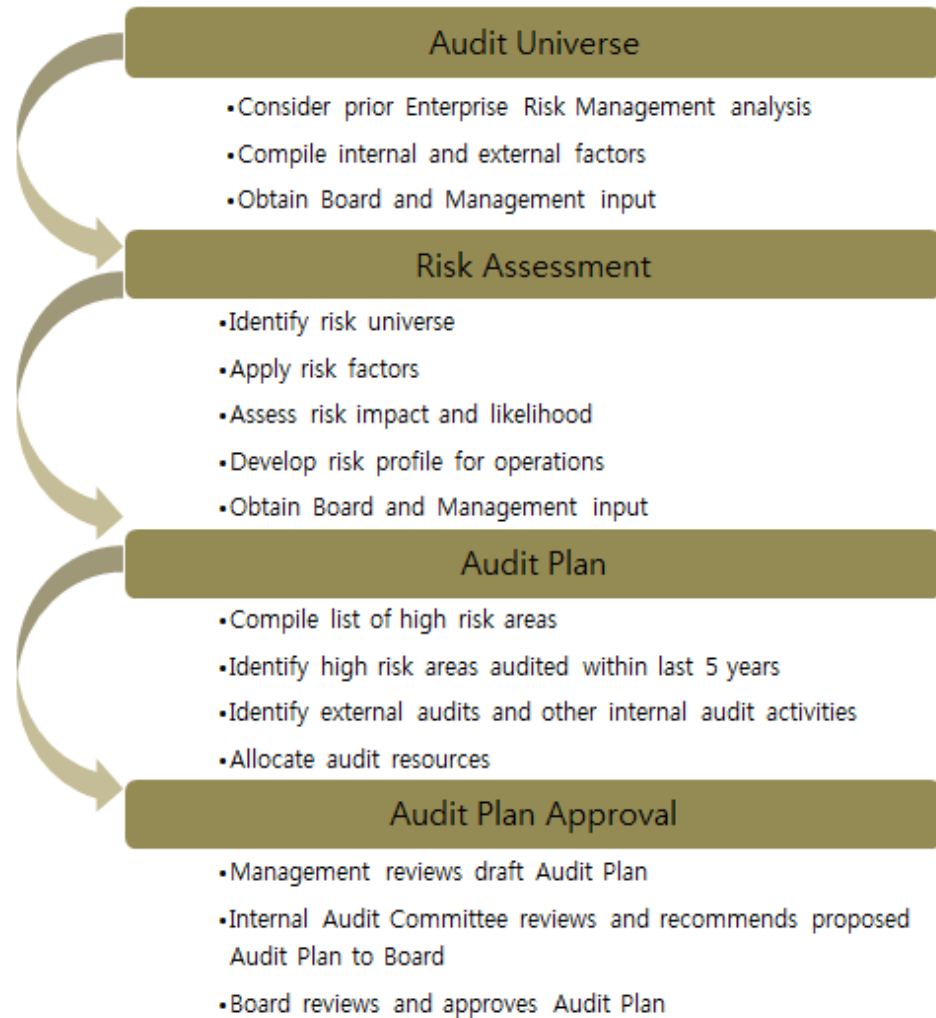 Audit Universe
•Consider prior Enterprise Risk Management analysis
•Compile internal and external factors
•Obtain Board and Management input
Risk Assessment
•Identify risk universe
•Apply risk factors
•Assess risk impact and likelihood
•Develop risk profile for operations
•Obtain Board and Management input
Audit Plan
•Compile list of high risk areas
•Identify high risk areas audited within last 5 years
•Identify external audits and other internal audit activities
•Allocate audit resources
Audit Plan Approval
•Management reviews draft Audit Plan
•Internal Audit Committee reviews and recommends proposed
Audit Plan to Board
•Board reviews and approves Audit Plan